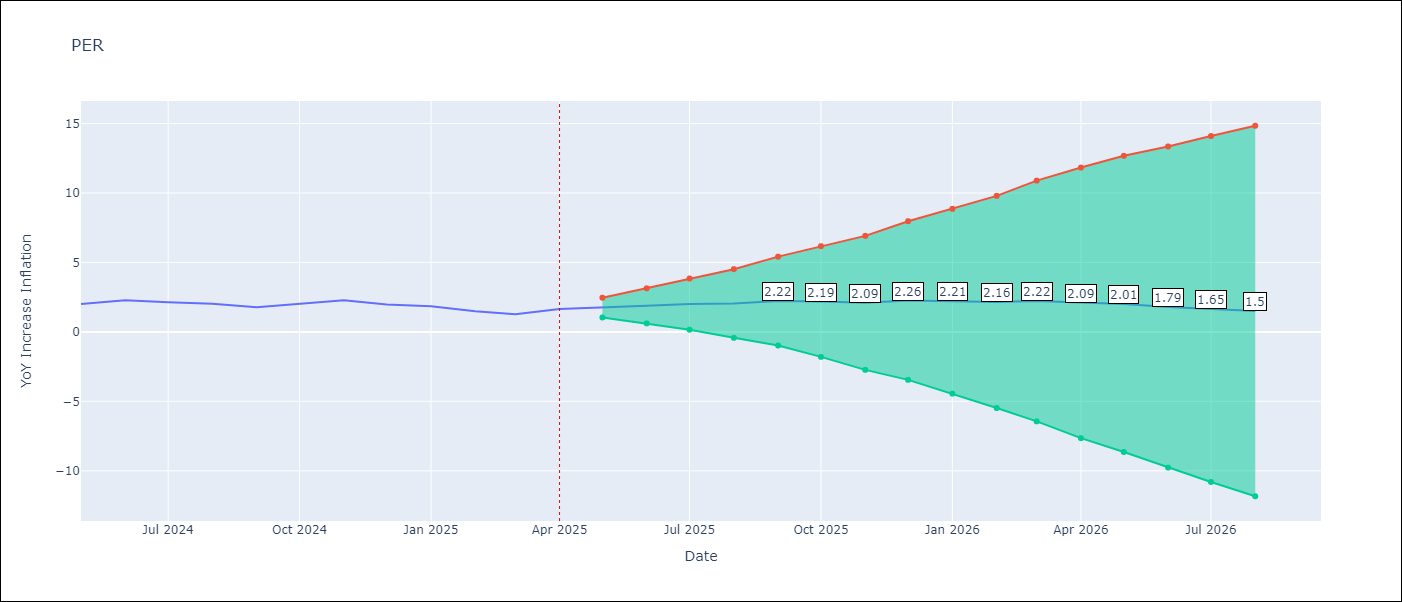 PER
YoY Increase Inflation
15
10
5
0
−5
−10
2.22
2.19
2.09
2.26
2.21
2.16
2.22
2.09
2.01
1.79
1.65
1.5
Jul 2024
Oct 2024
Jan 2025
Apr 2025
Jul 2025
Oct 2025
Jan 2026
Apr 2026
Jul 2026
Date